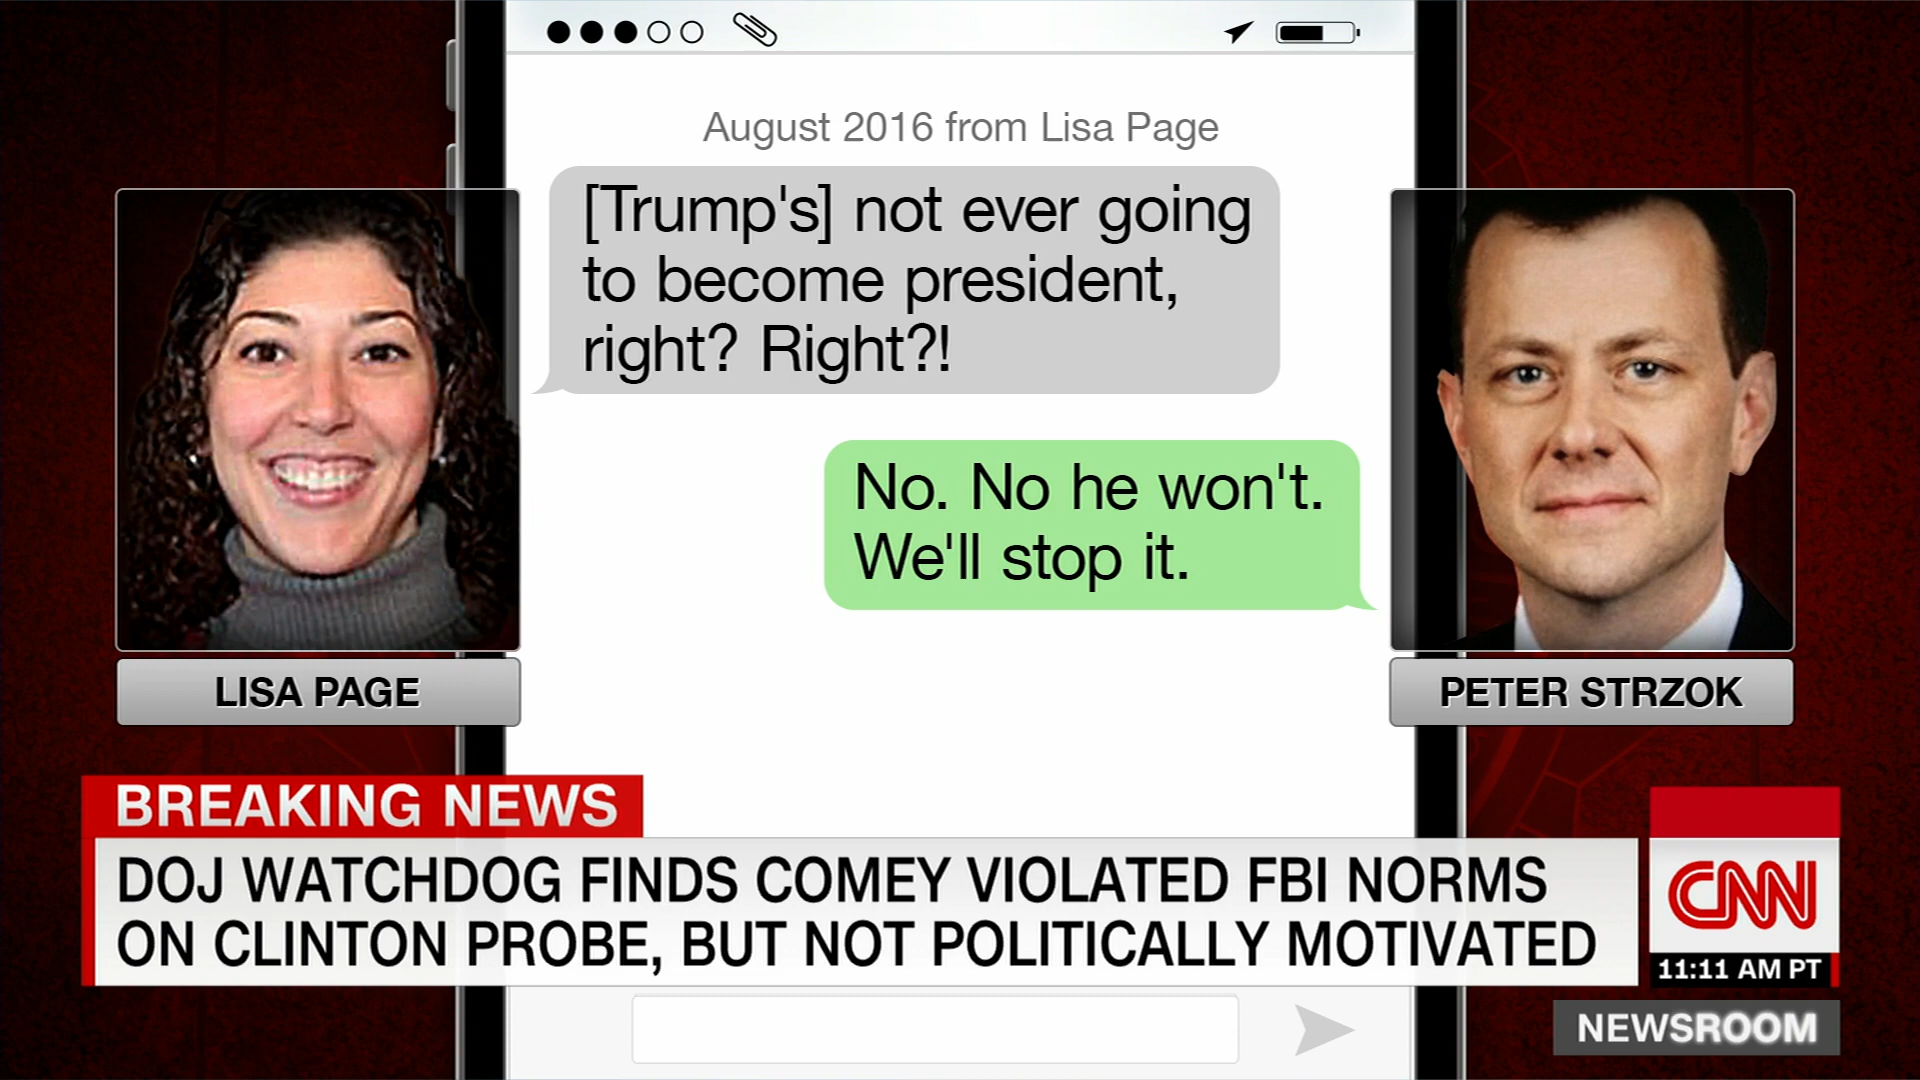 August 2016 from Lisa Page
[Trump's] not ever going
to become president,
right? Right?!
No. No he won't.
We'll stop it.
LISA PAGE
PETER STRZOK
BREAKING NEWS
DOJ WATCHDOG FINDS COMEY VIOLATED FBI NORMS
ON CLINTON PROBE, BUT NOT POLITICALLY MOTIVATED
CNN
11:11 AM PT
NEWSROOM